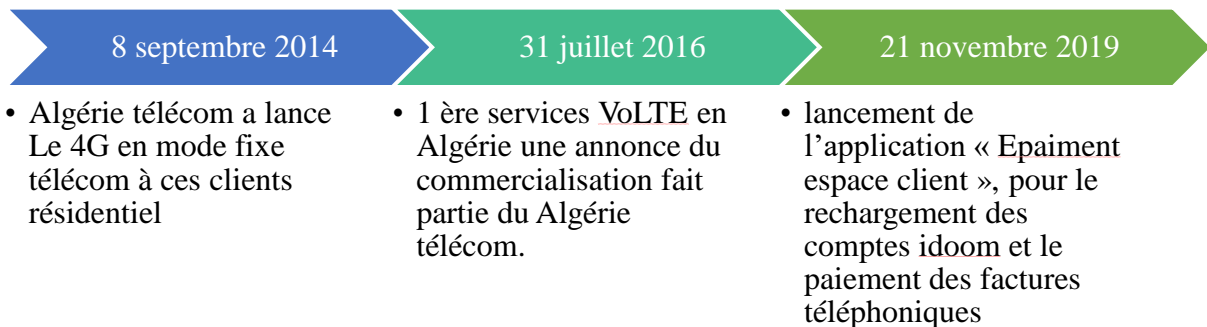 8 septembre 2014
31 juillet 2016
21 novembre 2019
• Algérie télécom a lance
Le 4G en mode fixe
télécom à ces clients
résidentiel
• 1 ère services VoLTE en
Algérie une annonce du
commercialisation fait
partie du Algérie
télécom.
• lancement de
l’application « Epaiment
espace client », pour le
rechargement des
comptes idoom et le
paiement des factures
téléphoniques